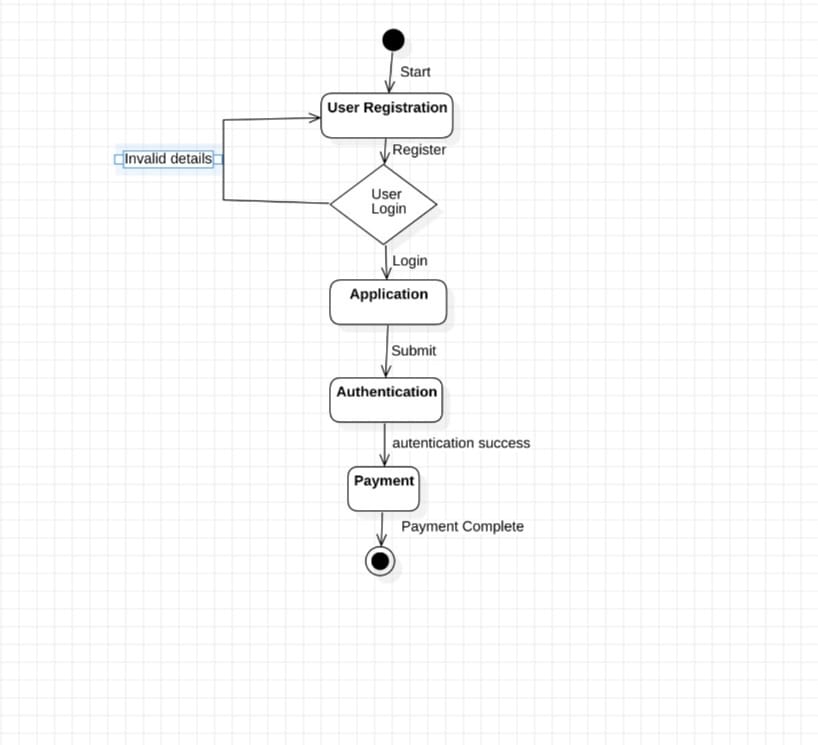 Start
User Registration
Invalid details
Register
User
Login
Login
Application
Submit
Authentication
autentication success
Payment
Payment Complete